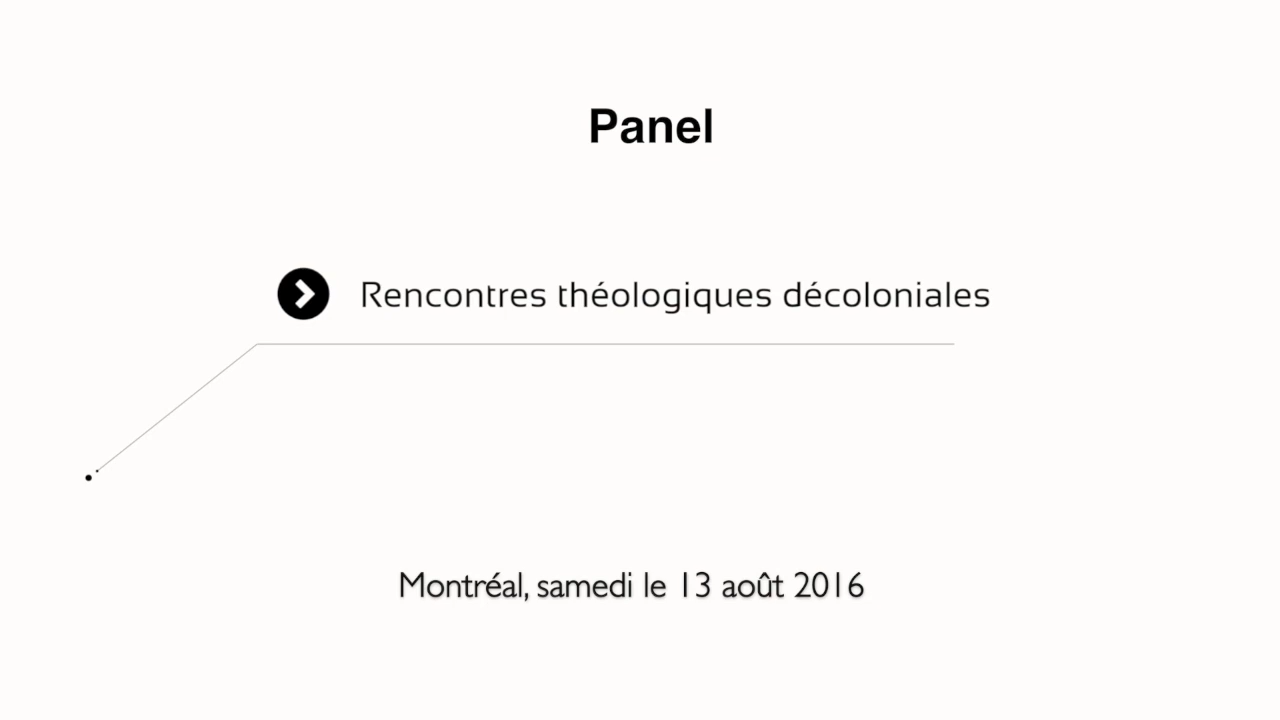 Panel
Rencontres théologiques décoloniales
Montréal, samedi le 13 août 2016